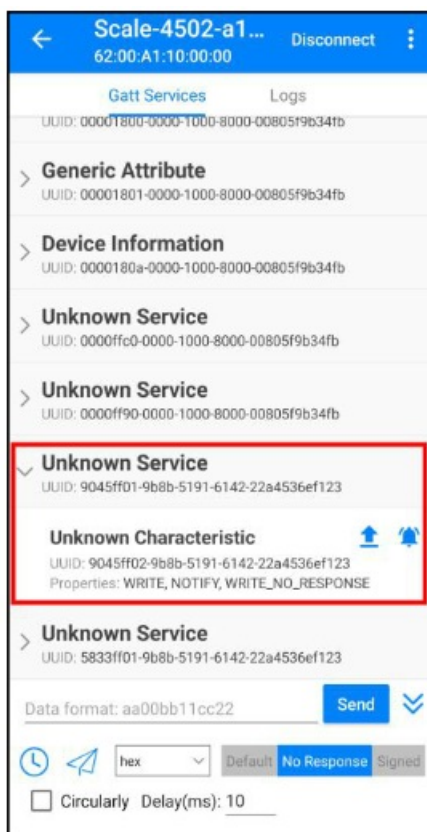 Scale-4502-a1...
Disconnect
62:00:A1:10:00:00
Gatt Services
Logs
UUID: 00001800-0000-1000-8000-00805f9b34fb
Generic Attribute
UUID: 00001801-0000-1000-8000-00805f9b34fb
Device Information
UUID: 0000180a-0000-1000-8000-00805f9b34fb
Unknown Service
UUID: 0000ffc0-0000-1000-8000-00805f9b34fb
Unknown Service
UUID: 0000ff90-0000-1000-8000-00805f9b34fb
Unknown Service
UUID: 9045ff01-9b8b-5191-6142-22a4536ef123
Unknown Characteristic
UUID: 9045ff02-9b8b-5191-6142-22a4536ef123
Properties: WRITE, NOTIFY, WRITE_NO_RESPONSE
Unknown Service
UUID: 5833ff01-9b8b-5191-6142-22a4536ef123
Data format: aa00bb11cc22
Send
hex
Default
No Response
Signed
Circularly
Delay(ms): 10